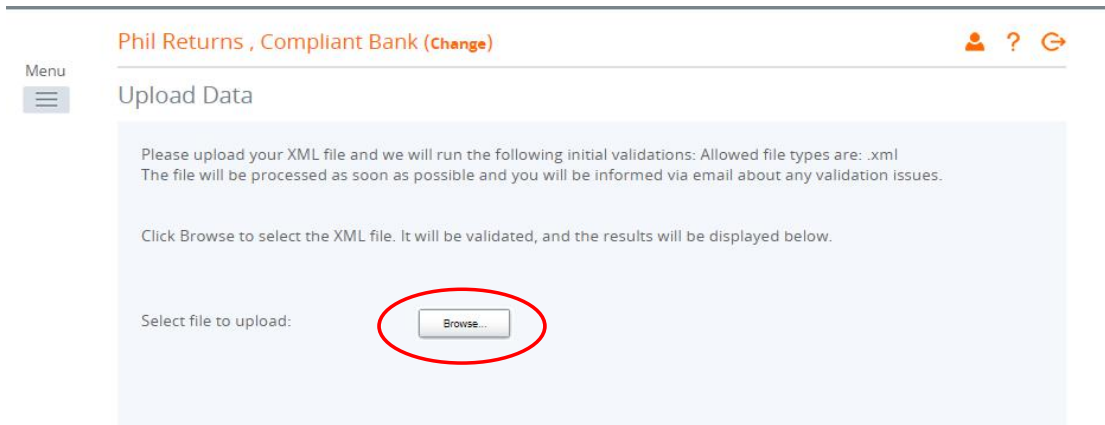 Phil Returns , Compliant Bank (Change)
?
Menu
Upload Data
Please upload your XML file and we will run the following initial validations: Allowed file types are: .xml
The file will be processed as soon as possible and you will be informed via email about any validation issues.
Click Browse to select the XML file. It will be validated, and the results will be displayed below.
Select file to upload:
Browse...